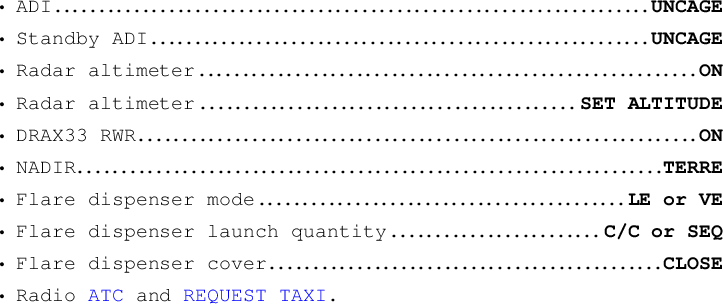 • ADI......................................................................UNCAGE
• Standby ADI...........................................................UNCAGE
• Radar altimeter...........................................................ON
• Radar altimeter............................................SET ALTITUDE
• DRAX33 RWR..................................................................ON
• NADIR.....................................................................TERRE
• Flare dispenser mode...........................................LE or VE
• Flare dispenser launch quantity.........................C/C or SEQ
• Flare dispenser cover..............................................CLOSE
• Radio ATC and REQUEST TAXI.